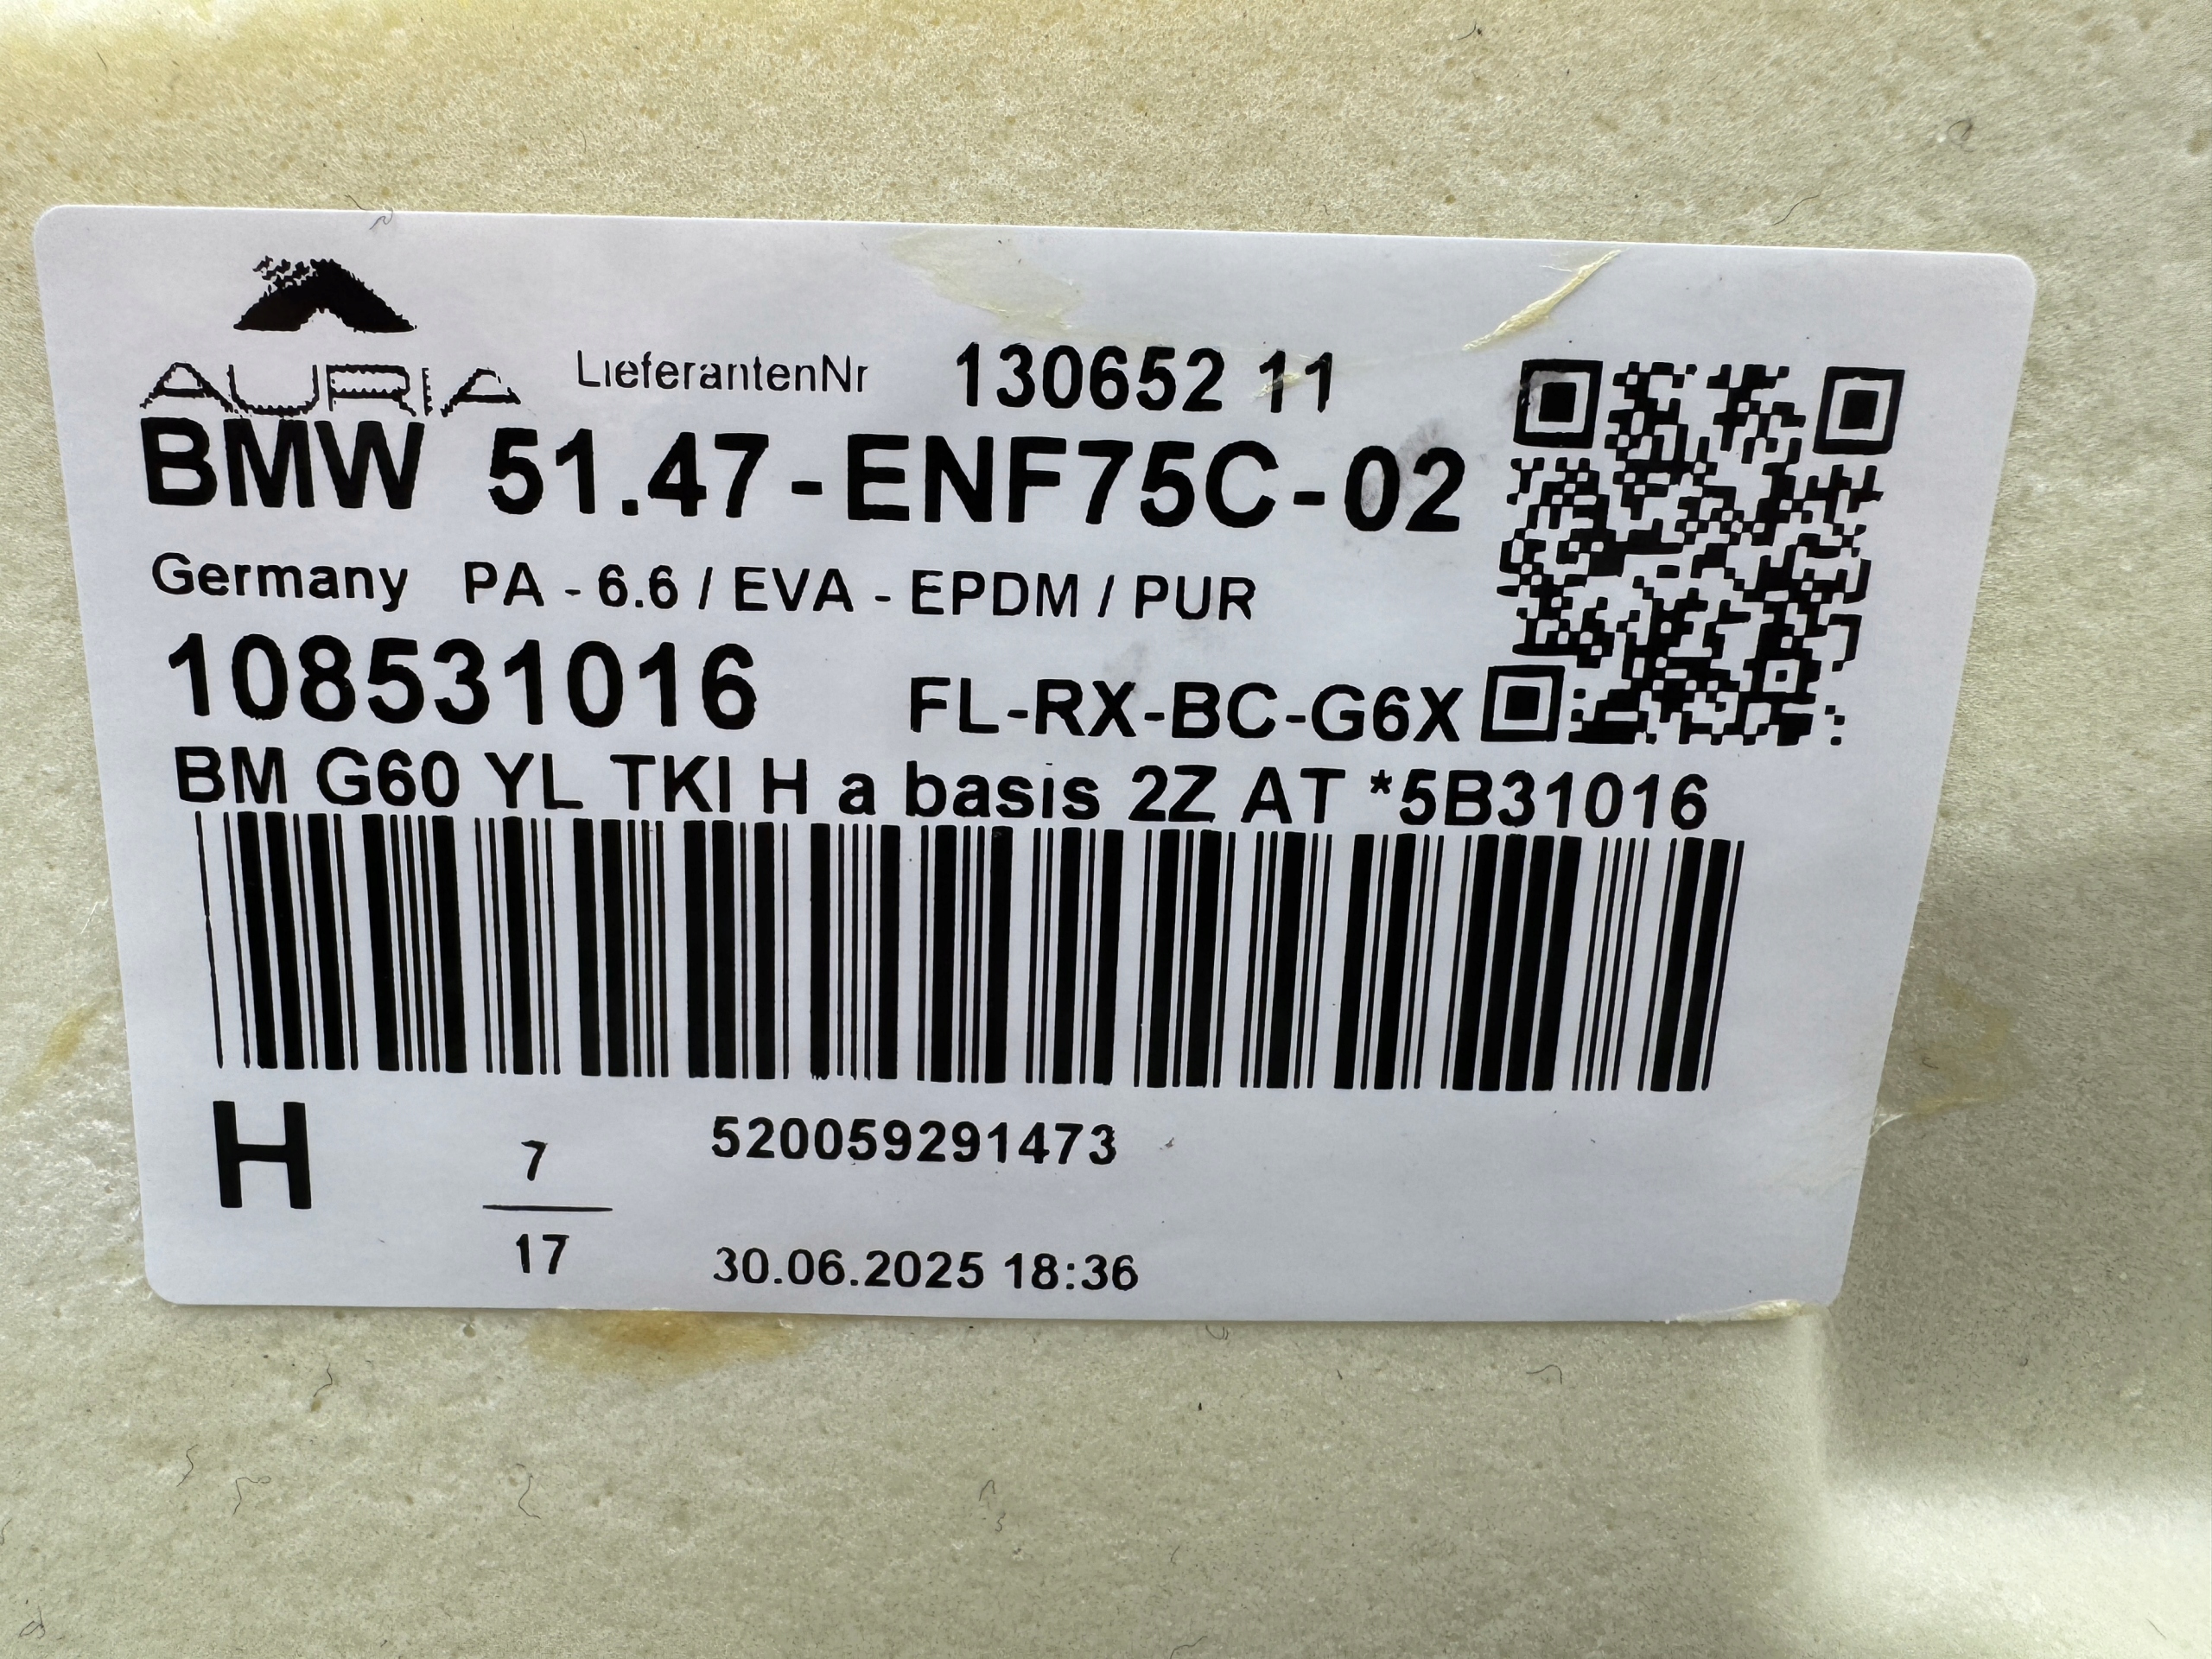 AURIA LieferantenNr 130652 11
BMW 51.47-ENF75C-02
Germany PA - 6.6 / EVA - EPDM / PUR
108531016 FL-RX-BC-G6X
BM G60 YL TKI H a basis 2Z AT *5B31016
H 7 520059291473
17 30.06.2025 18:36